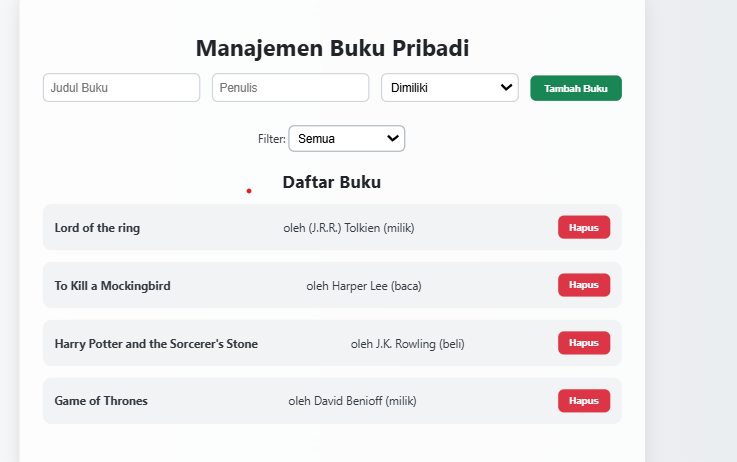 Manajemen Buku Pribadi
Judul Buku Penulis Dimiliki Tambah Buku
Filter: Semua
Daftar Buku
Lord of the ring oleh (J.R.R.) Tolkien (milik) Hapus
To Kill a Mockingbird oleh Harper Lee (baca) Hapus
Harry Potter and the Sorcerer's Stone oleh J.K. Rowling (beli) Hapus
Game of Thrones oleh David Benioff (milik) Hapus